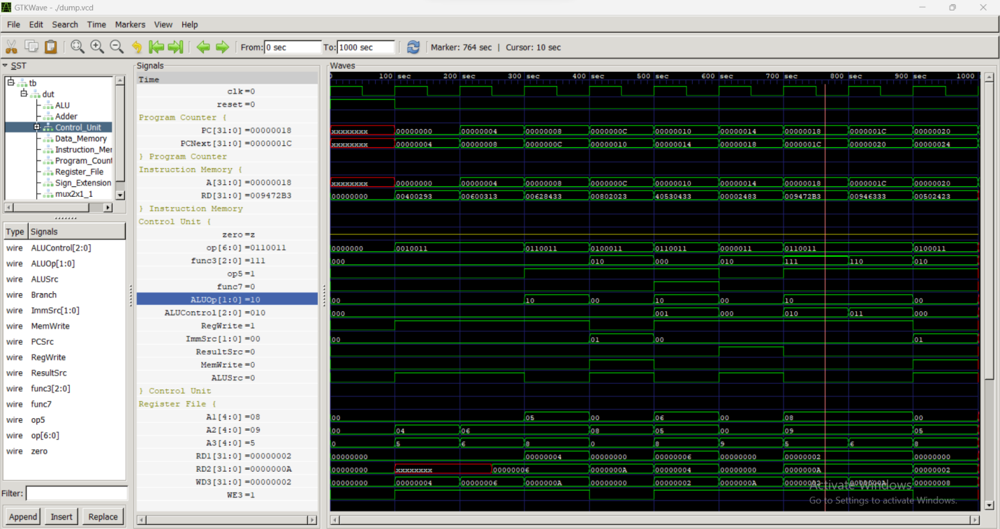 GTKWave - ./dump.vcd
File Edit Search Time Markers View Help
From: 0 sec To: 1000 sec Marker: 764 sec | Cursor: 10 sec
SST
tb
dut
ALU
Adder
Control_Unit
Data_Memory
Instruction_Mer
Program_Count
Register_File
Sign_Extension
mux2x1_1
Type Signals
wire ALUControl[2:0]
wire ALUOp[1:0]
wire ALUSrc
wire Branch
wire ImmSrc[1:0]
wire MemWrite
wire PCSrc
wire RegWrite
wire ResultSrc
wire func3[2:0]
wire func7
wire op5
wire op[6:0]
wire zero
Filter:
Append Insert Replace
Signals
Time
clk=0
reset=0
Program Counter {
PC[31:0]=00000018
PCNext[31:0]=0000001C
} Program Counter
Instruction Memory {
A[31:0]=00000018
RD[31:0]=009472B3
} Instruction Memory
Control Unit {
zero=z
op[6:0]=0110011
func3[2:0]=111
op5=1
func7=0
ALUOp[1:0]=10
ALUControl[2:0]=010
RegWrite=1
ImmSrc[1:0]=00
ResultSrc=0
MemWrite=0
ALUSrc=0
} Control Unit
Register File {
A1[4:0]=08
A2[4:0]=09
A3[4:0]=5
RD1[31:0]=00000002
RD2[31:0]=0000000A
WD3[31:0]=00000002
WE3=1
Waves
0 100 sec 200 sec 300 sec 400 sec 500 sec 600 sec 700 sec 800 sec 900 sec 1000
xxxxxxxx 00000000 00000004 00000008 0000000C 00000010 00000014 00000018 0000001C 00000020
xxxxxxxx 00000004 00000008 0000000C 00000010 00000014 00000018 0000001C 00000020 00000024
xxxxxxxx 00000000 00000004 00000008 0000000C 00000010 00000014 00000018 0000001C 00000020
00000000 00400293 00600313 00628433 00802023 40530433 00002483 009472B3 00946333 00502423
0000000 0010011 0110011 0100011 0110011 0000011 0110011 0100011
000 010 000 010 111 110 010
00 10 00 10 00 10 00
000 001 000 010 011 000
00 01 00 01
00 05 00 06 00 08 00
00 04 06 08 05 00 09 05
0 5 6 8 0 8 9 5 6 8
00000000 00000004 00000000 00000006 00000000 00000002 00000000
00000000 xxxxxxxx 00000006 0000000A 00000004 00000000 0000000A 00000002
00000000 00000004 00000006 0000000A 00000000 00000002 0000000A 00000002 0000000A 00000008
Activate Windows
Go to Settings to activate Windows.